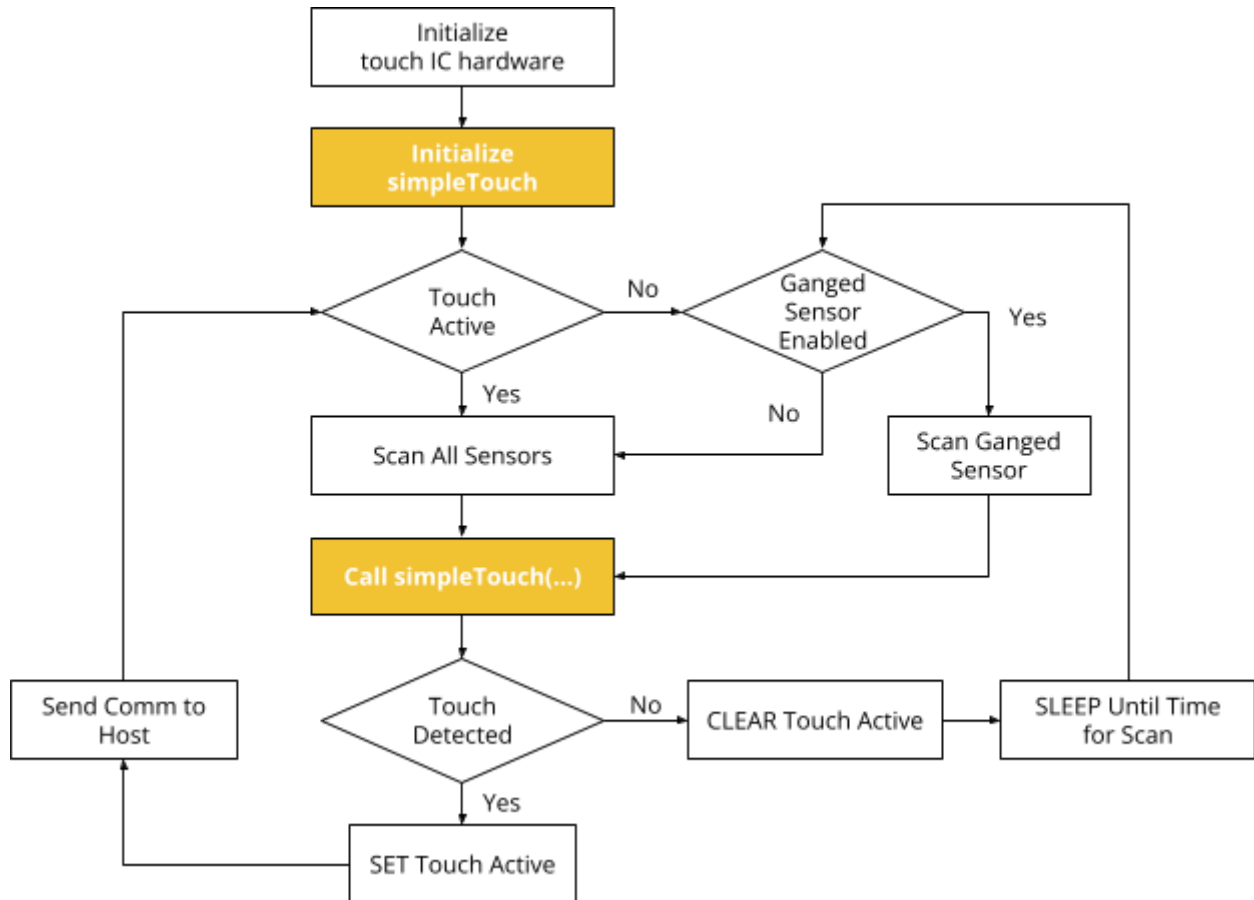 Initialize
touch IC hardware
Initialize
simpleTouch
Touch
Active
No
Ganged
Sensor
Enabled
Yes
Yes
No
Scan All Sensors
Scan Ganged
Sensor
Call simpleTouch(...)
Send Comm to
Host
Touch
Detected
No
CLEAR Touch Active
SLEEP Until Time
for Scan
Yes
SET Touch Active